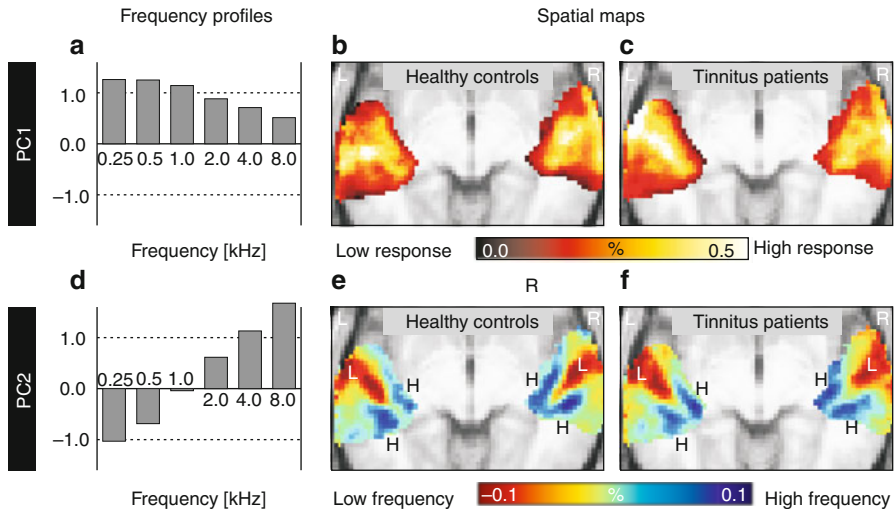 Frequency profiles
Spatial maps
a
b
c
PC1
1.0
0.0
−1.0
0.25 0.5 1.0 2.0 4.0 8.0
Frequency [kHz]
L
Healthy controls
Tinnitus patients
R
Low response
0.0
%
0.5
High response
d
e
R
f
PC2
1.0
0.0
−1.0
0.25 0.5 1.0
2.0 4.0 8.0
Frequency [kHz]
L
Healthy controls
L
H
H
H
L
H
L
Tinnitus patients
R
L
H
H
H
L
H
Low frequency
−0.1
%
0.1
High frequency